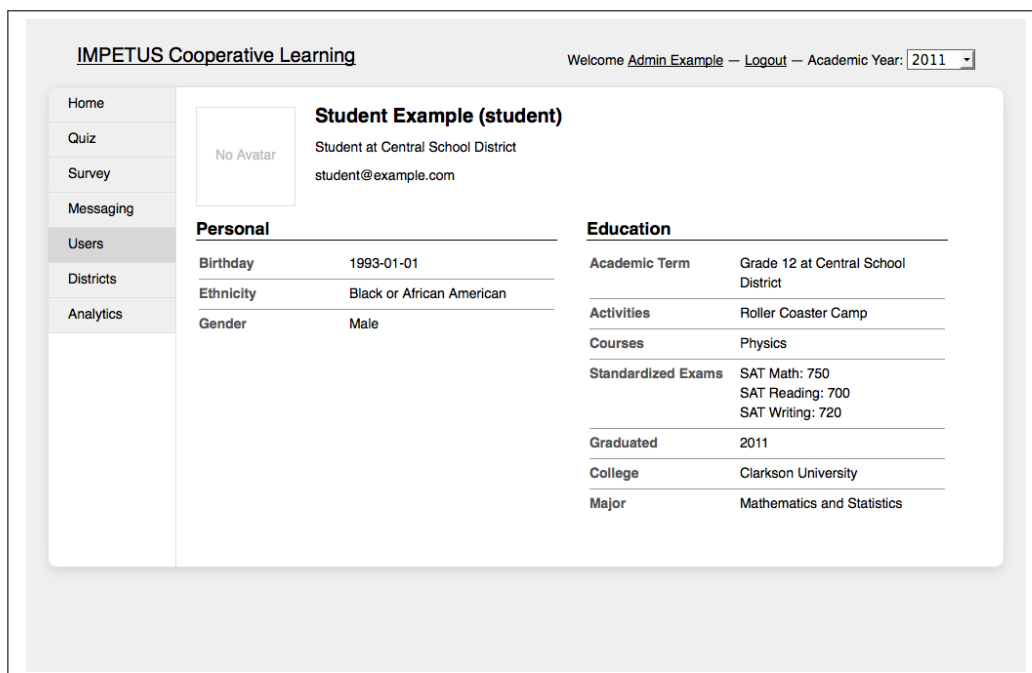 IMPETUS Cooperative Learning
Welcome Admin Example — Logout — Academic Year: 2011
Home
Quiz
Survey
Messaging
Users
Districts
Analytics
No Avatar
Student Example (student)
Student at Central School District
student@example.com
Personal
Birthday 1993-01-01
Ethnicity Black or African American
Gender Male
Education
Academic Term Grade 12 at Central School
District
Activities Roller Coaster Camp
Courses Physics
Standardized Exams SAT Math: 750
SAT Reading: 700
SAT Writing: 720
Graduated 2011
College Clarkson University
Major Mathematics and Statistics